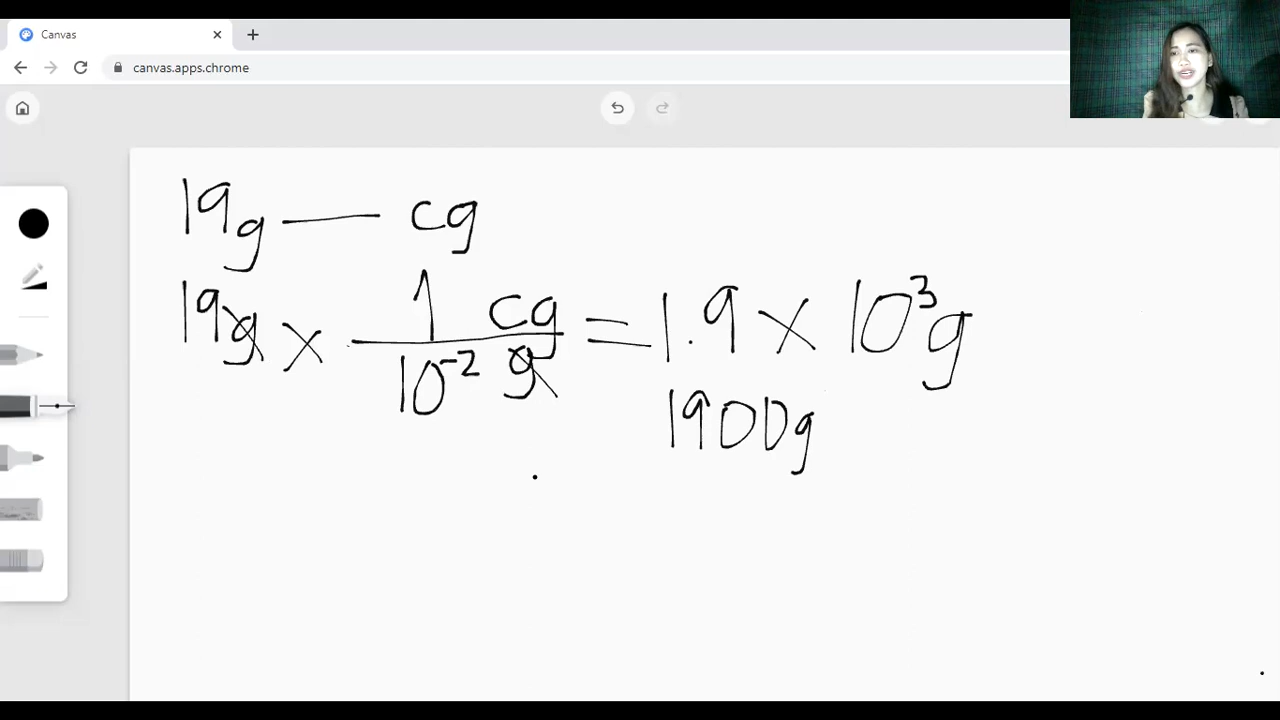 Canvas
canvas.apps.chrome
19g — cg
19g x 1 cg / 10⁻² g = 1.9 x 10³ g
1900g